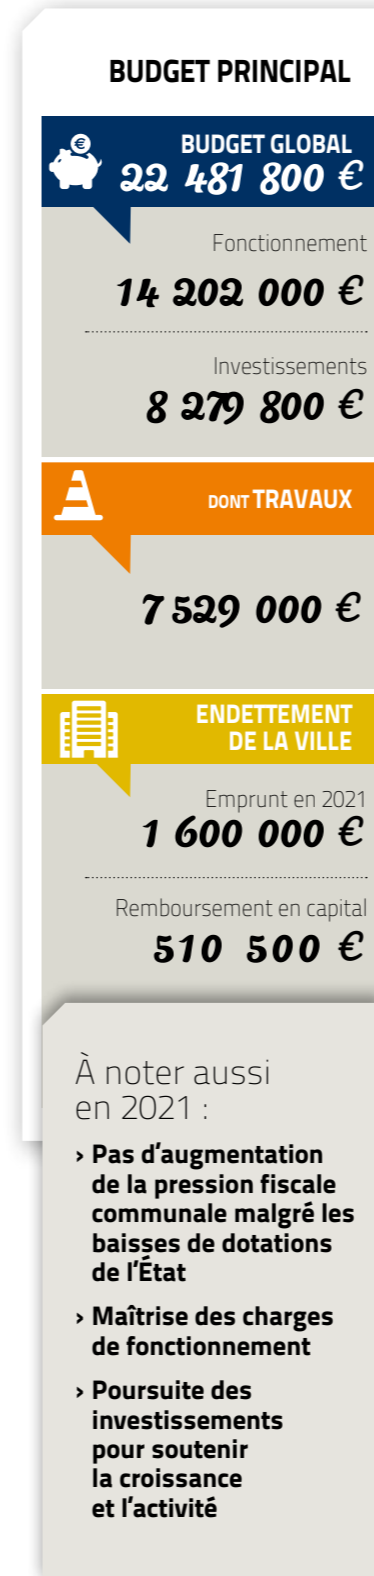 BUDGET PRINCIPAL
€
BUDGET GLOBAL
22 481 800 €
Fonctionnement
14 202 000 €
Investissements
8 279 800 €
DONT TRAVAUX
7 529 000 €
ENDETTEMENT
DE LA VILLE
Emprunt en 2021
1 600 000 €
Remboursement en capital
510 500 €
À noter aussi
en 2021 :
› Pas d’augmentation
de la pression fiscale
communale malgré les
baisses de dotations
de l’État
› Maîtrise des charges
de fonctionnement
› Poursuite des
investissements
pour soutenir
la croissance
et l’activité